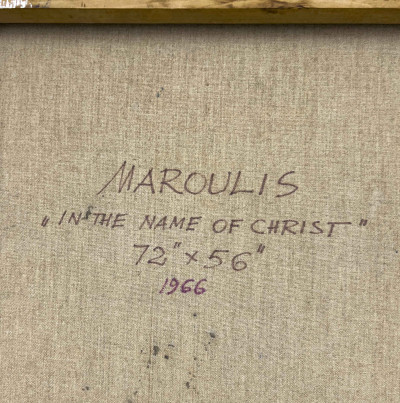 MAROULIS
„IN THE NAME OF CHRIST"
72" × 56"
1966